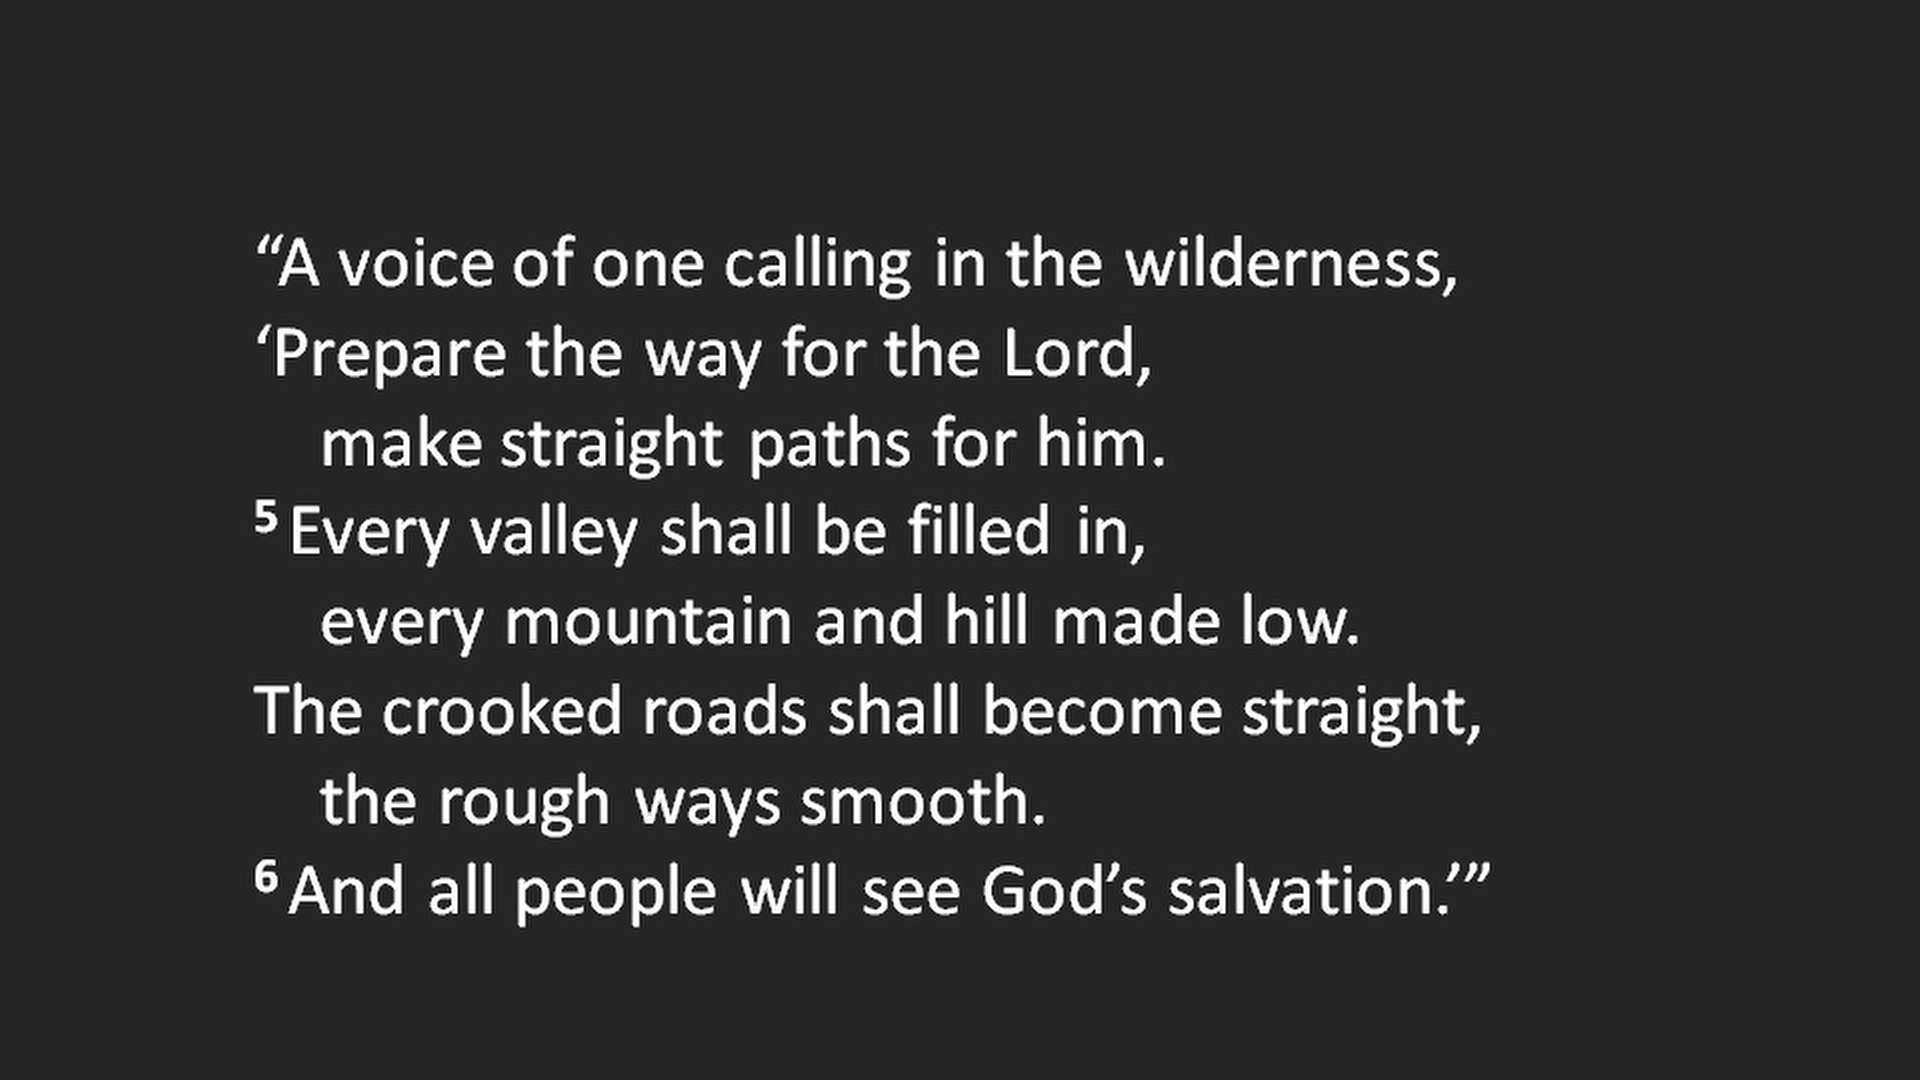 “A voice of one calling in the wilderness,
‘Prepare the way for the Lord,
make straight paths for him.
5 Every valley shall be filled in,
every mountain and hill made low.
The crooked roads shall become straight,
the rough ways smooth.
6 And all people will see God’s salvation.’”